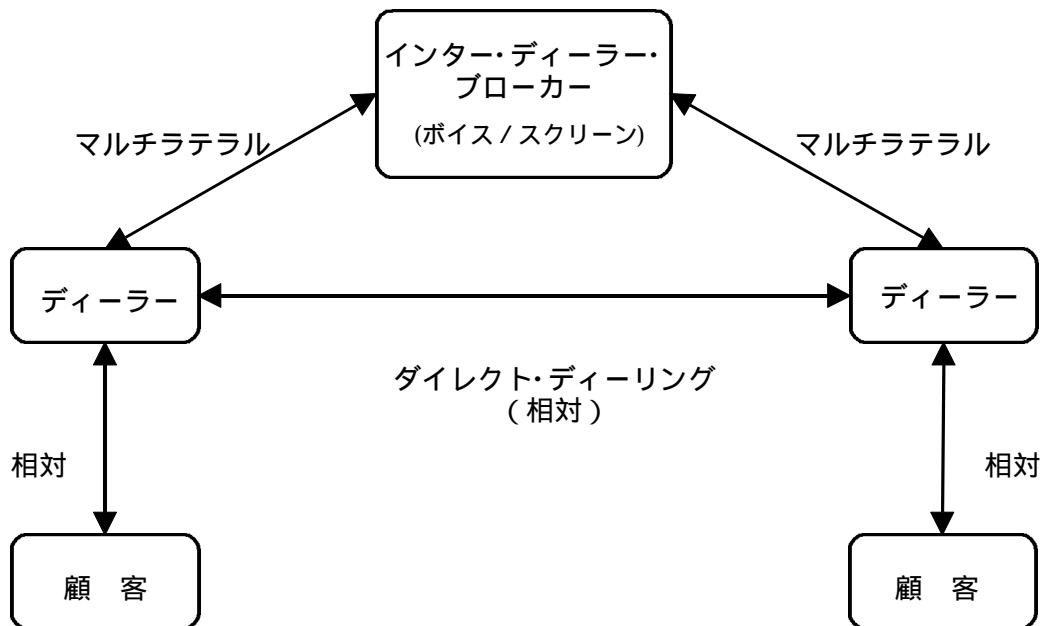 インター・ディーラー・
ブローカー
(ボイス / スクリーン)
マルチラテラル
マルチラテラル
ディーラー
ディーラー
ダイレクト・ディーリング
( 相対 )
相対
相対
顧 客
顧 客